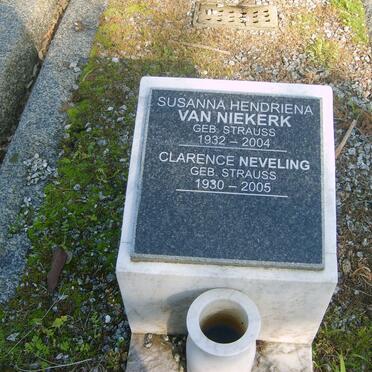 SUSANNA HENDRIENA
VAN NIEKERK
GEB. STRAUSS
1932 – 2004
CLARENCE NEVELING
GEB. STRAUSS
1930 – 2005